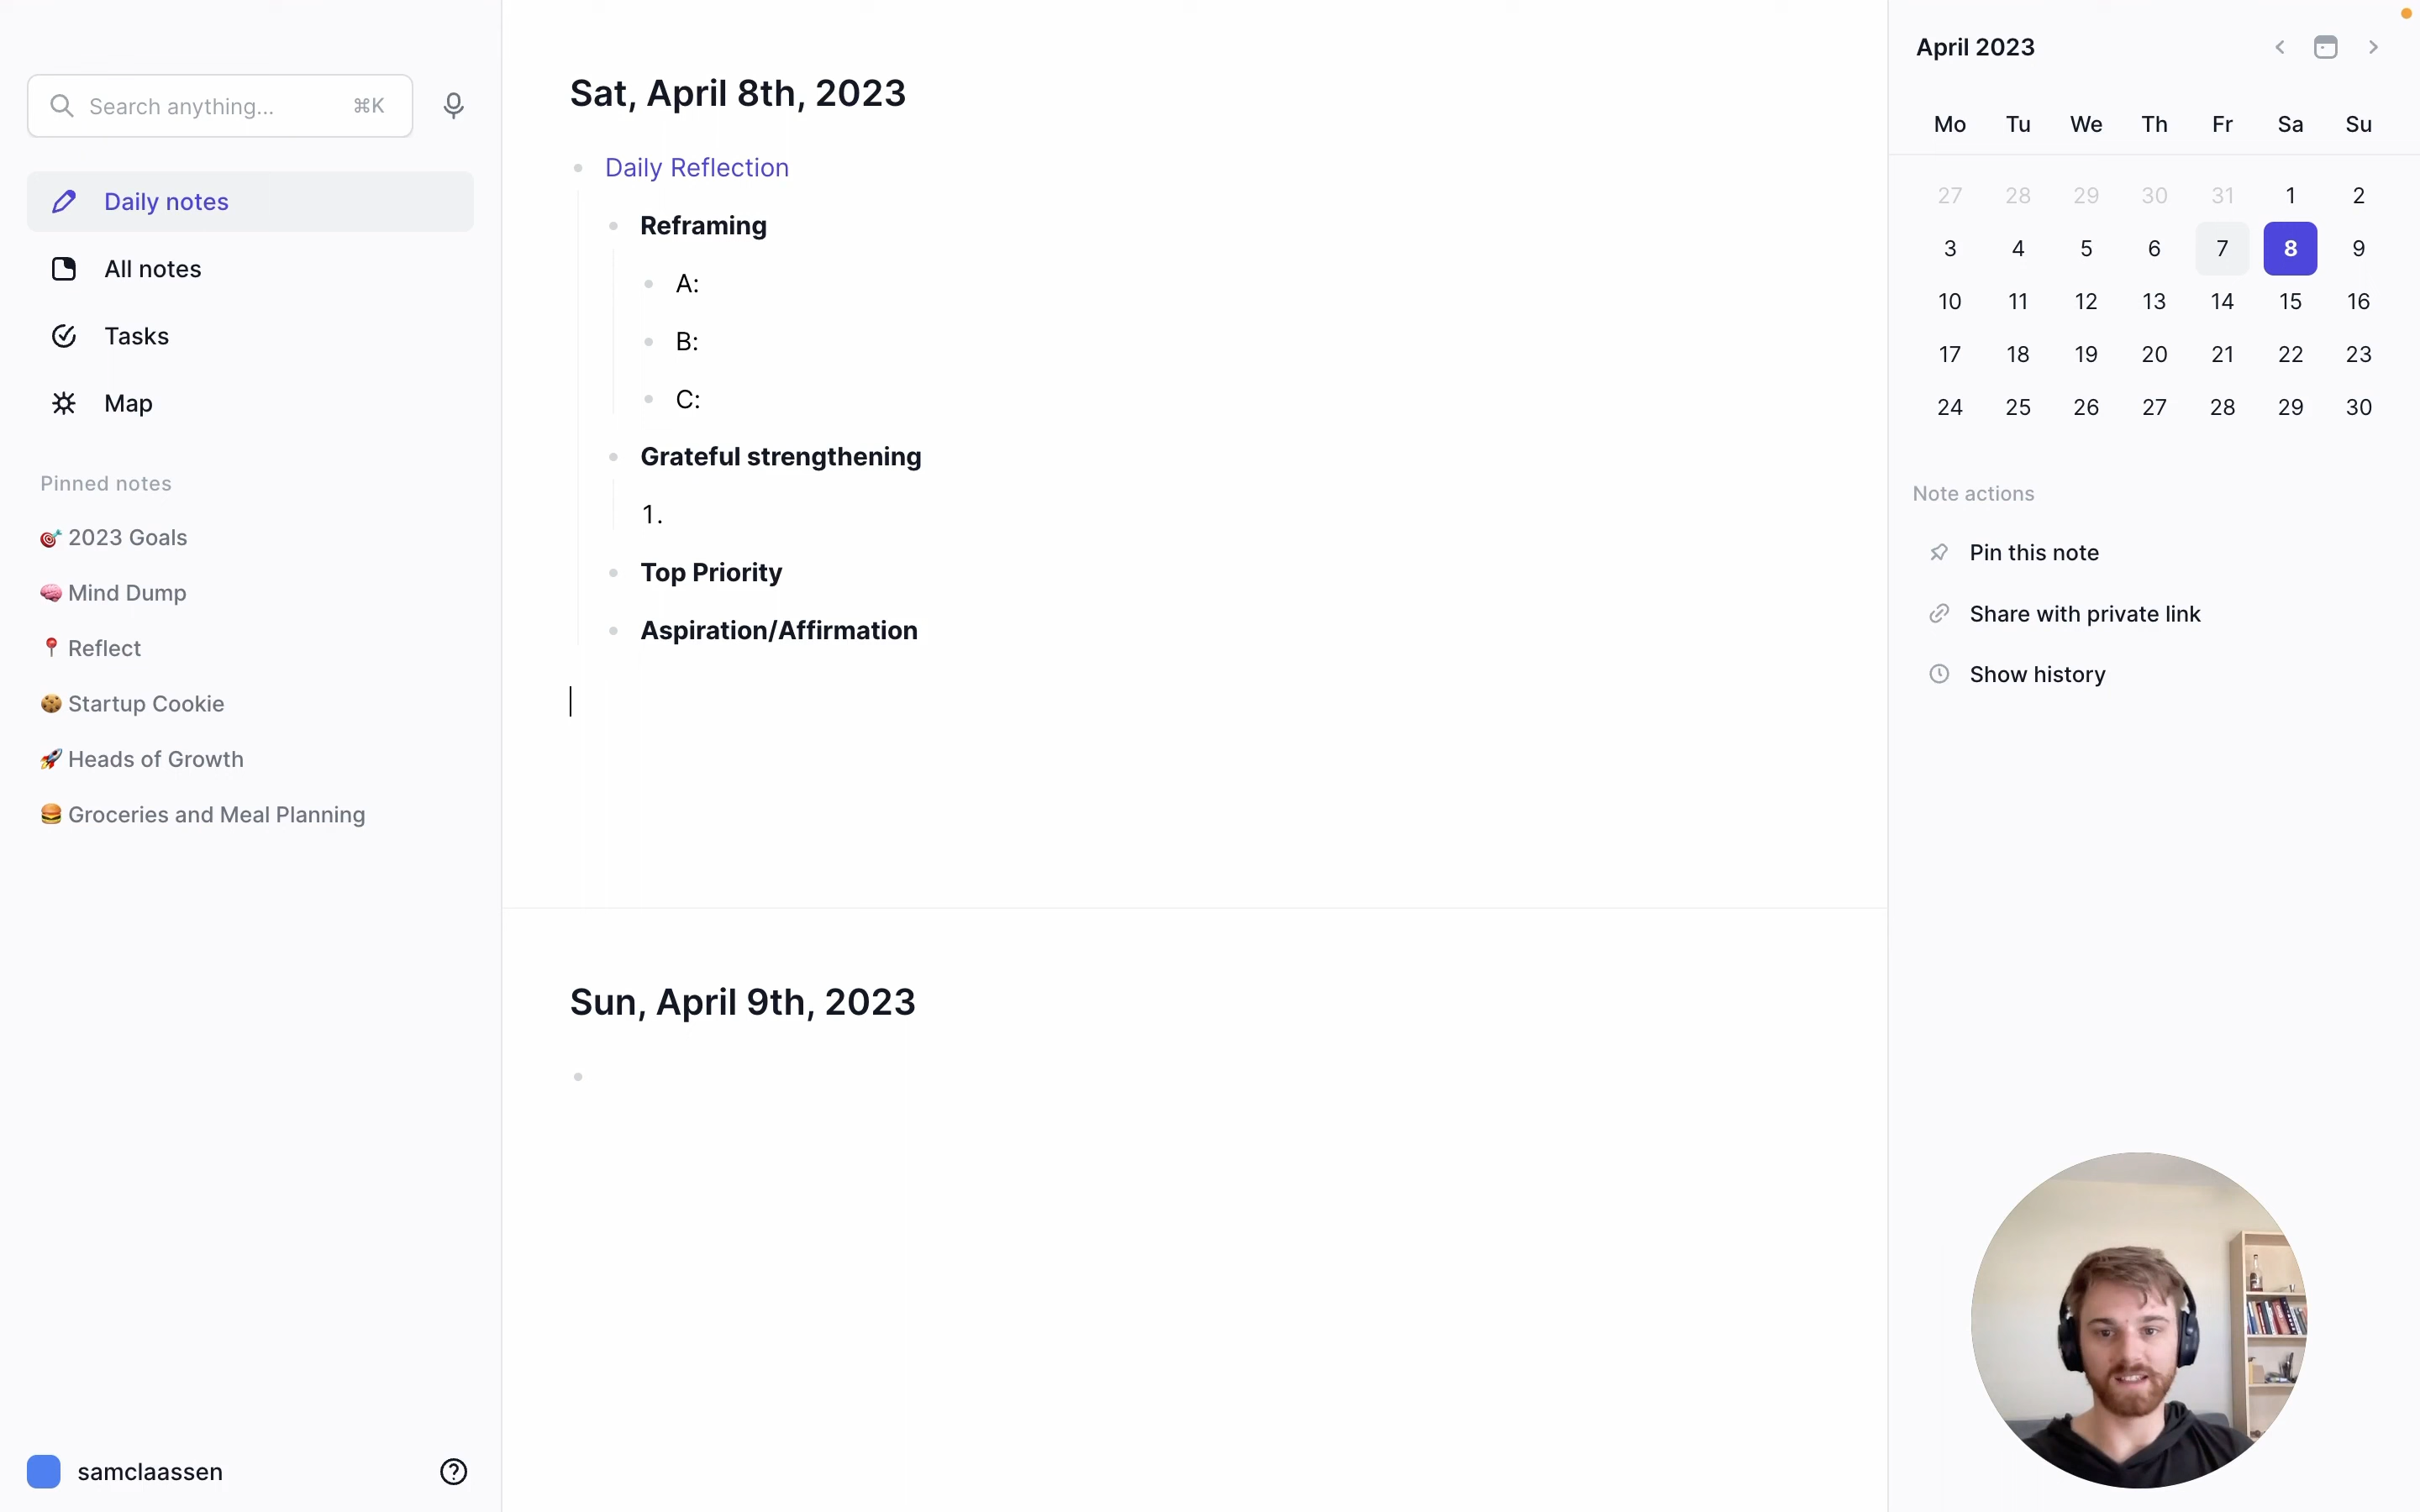 Search anything...
⌘K
Daily notes
All notes
Tasks
Map
Pinned notes
🎯 2023 Goals
🧠 Mind Dump
📍 Reflect
🍪 Startup Cookie
🚀 Heads of Growth
🍔 Groceries and Meal Planning
samclaassen
Sat, April 8th, 2023
Daily Reflection
Reframing
A:
B:
C:
Grateful strengthening
1.
Top Priority
Aspiration/Affirmation
Sun, April 9th, 2023
April 2023
Mo Tu We Th Fr Sa Su
27 28 29 30 31 1 2
3 4 5 6 7 8 9
10 11 12 13 14 15 16
17 18 19 20 21 22 23
24 25 26 27 28 29 30
Note actions
Pin this note
Share with private link
Show history